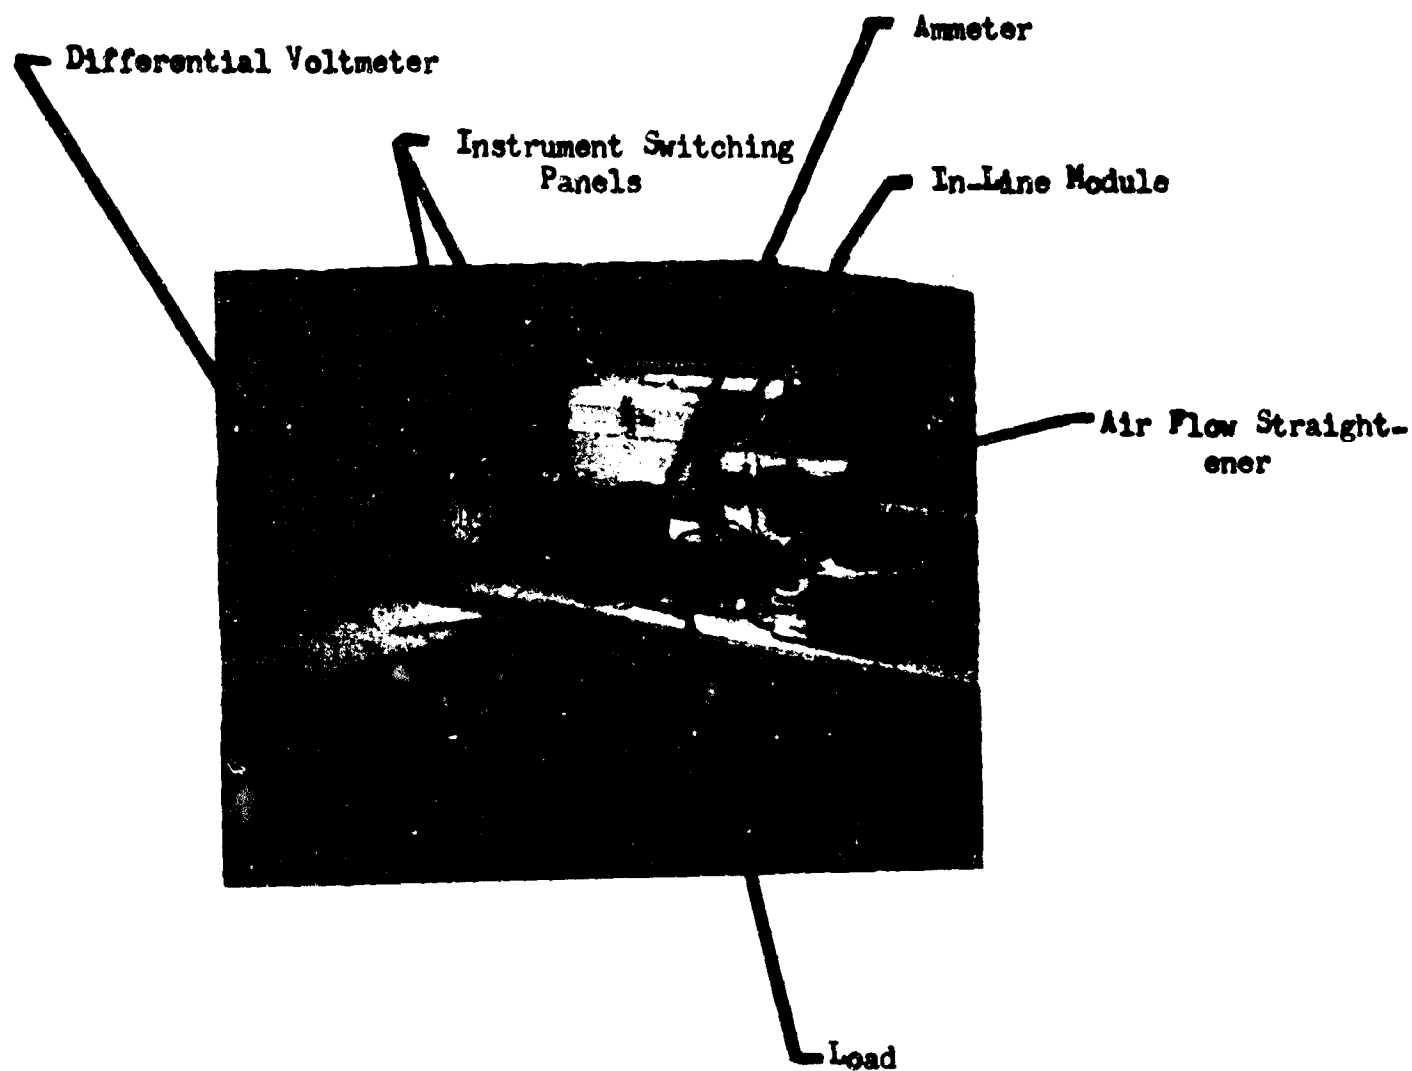 Ammeter
Differential Voltmeter
Instrument Switching
Panels
In-Line Module
Air Flow Straight-
ener
Load